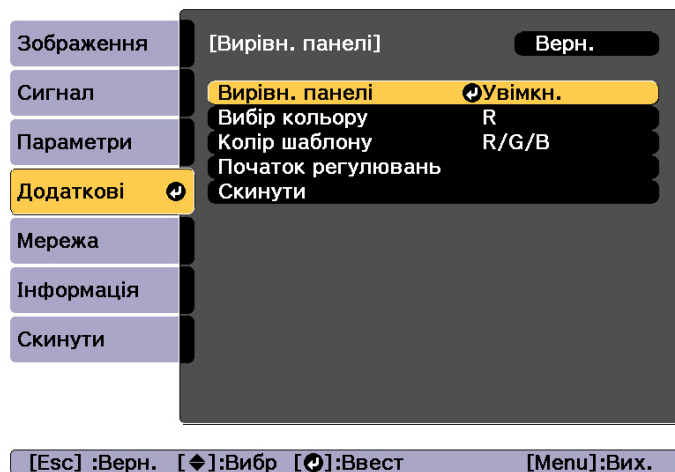 Зображення
Сигнал
Параметри
Додаткові
Мережа
Інформація
Скинути
[Вирівн. панелі] Верн.
Вирівн. панелі Увімкн.
Вибір кольору R
Колір шаблону R/G/B
Початок регулювань
Скинути
[Esc] :Верн. [◆]:Вибр [↵]:Ввест [Menu]:Вих.